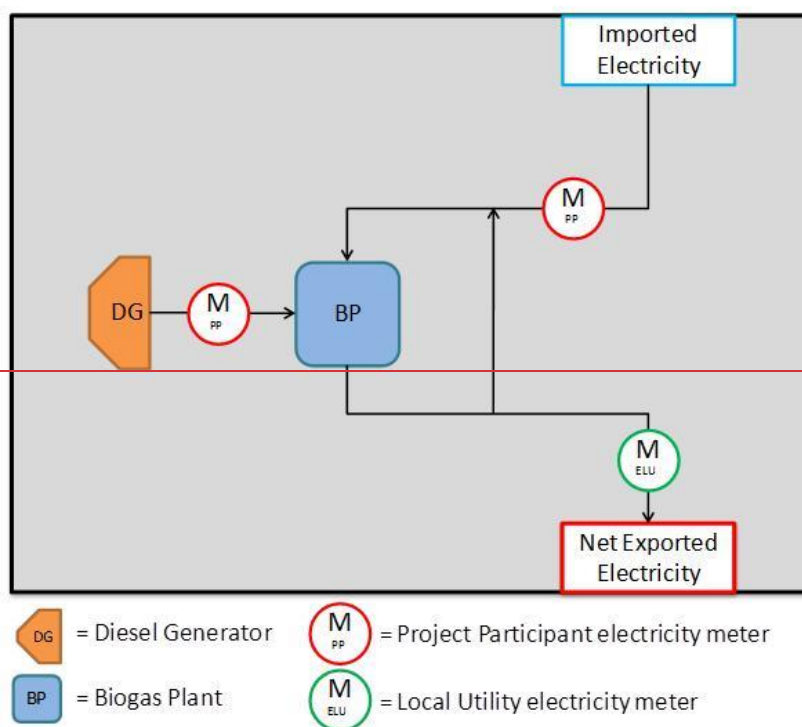 Imported
Electricity
M
PP
DG
M
PP
BP
M
ELU
Net Exported
Electricity
DG = Diesel Generator
M
PP = Project Participant electricity meter
BP = Biogas Plant
M
ELU = Local Utility electricity meter